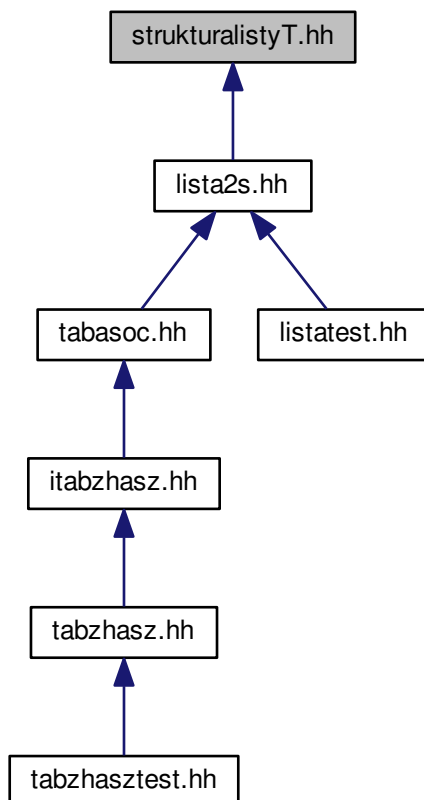 strukturalistyT.hh
lista2s.hh
tabasoc.hh
listatest.hh
itabzhasz.hh
tabzhasz.hh
tabzhasztest.hh